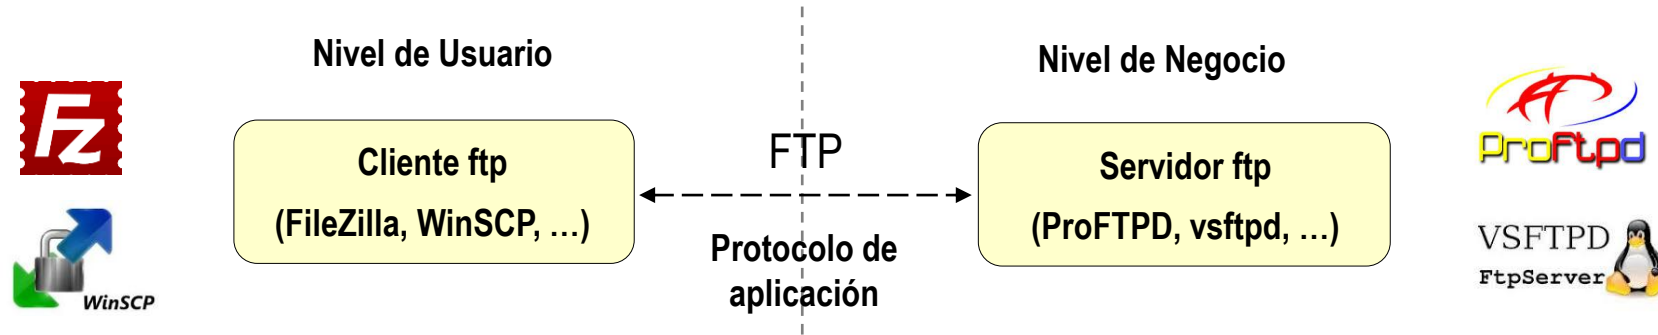 Nivel de Usuario
Nivel de Negocio
Fz
Cliente ftp
(FileZilla, WinSCP, …)
FTP
Protocolo de
aplicación
Servidor ftp
(ProFTPD, vsftpd, …)
ProFtpd
WinSCP
VSFTPD
FtpServer